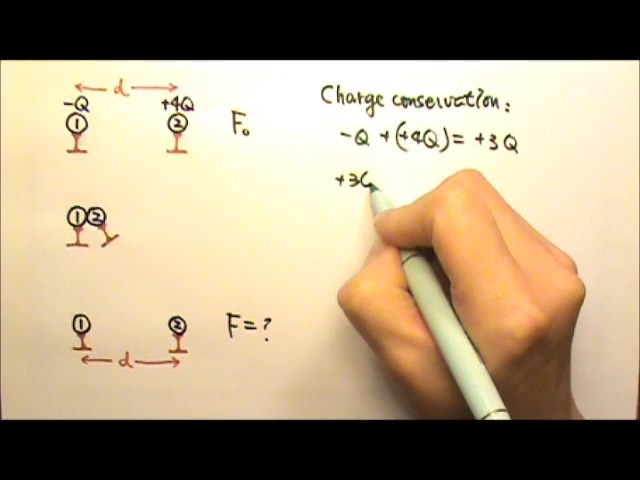 d
-Q +4Q
1 2 F₀
1 2
1 2 F = ?
d
Charge conservation:
-Q + (+4Q) = +3Q
+3Q